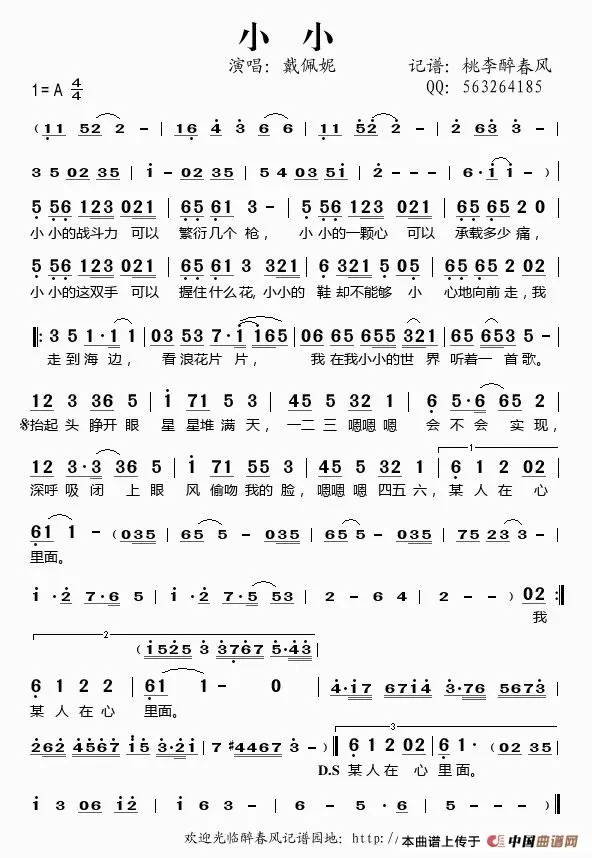 小 小
演唱：戴佩妮 记谱：桃李醉春风
1=A 4/4 QQ：563264185
（11 52 2 - | 16 4 3 66 | 11 52 2 - | 2 63 3 - |
3 5 02 35 | i - 02 35 | 5 4 03 5i | 2 - - - | 6·i i - ）|
5 56 123 021 | 65 61 3 - | 5 56 123 021 | 65 65 2 0
小 小的战斗力 可以 繁衍几个 枪， 小 小的一颗心 可以 承载多少 痛，
5 56 123 021 | 65 61 3 321 | 6 321 5 05 | 65 65 2 02 |
小 小的这双手 可以 握住什么花, 小小的 鞋 却不能够 小 心地向前 走，我
‖: 3 5 1·1 1 | 03 53 7·1 165 | 06 65 655 321 | 65 653 5 - |
走 到 海 边， 看 浪花 片 片， 我 在我 小小的 世 界 听着一 首 歌。
12 3 36 5 | i 71 5 3 | 45 5 32 1 | 6 5·6 65 2 |
抬起 头 睁开 眼 星 星堆 满 天， 一二 三 嗯嗯 嗯 会 不 会 实现，
12 3·3 36 5 | i 71 55 3 | 345 5 432 1 | 1 6 1 2 02 |
深呼 吸 闭 上 眼 风 偷吻 我的 脸， 嗯嗯 嗯 四五 六， 某 人 在 心
61 1 - （035 | 65 5 - 035 | 65 5 - 035 | 75 23 3 - |
里面。
i·2 7·6 5 | i·2 7·5 53 | 2 - 6 4 | 2 - - ）02 :‖
我
2
（i525 3 3767 5·43 |
6 1 2 2 | 61 1 - 0 | 4·i7 67i4 3·76 5673 |
某 人 在 心 里面。
262 4567 i5 3·2i | 7 #4467 3 - ）‖ 3 6 1 2 02 | 6 1·（02 35 |
D.S 某 人 在 心 里 面。
i 3 06 i2 | i 6 - 5 | 5 - - - | 5 - - - ）‖
欢迎光临醉春风记谱园地：http：/
本曲谱上传于 中国曲谱网